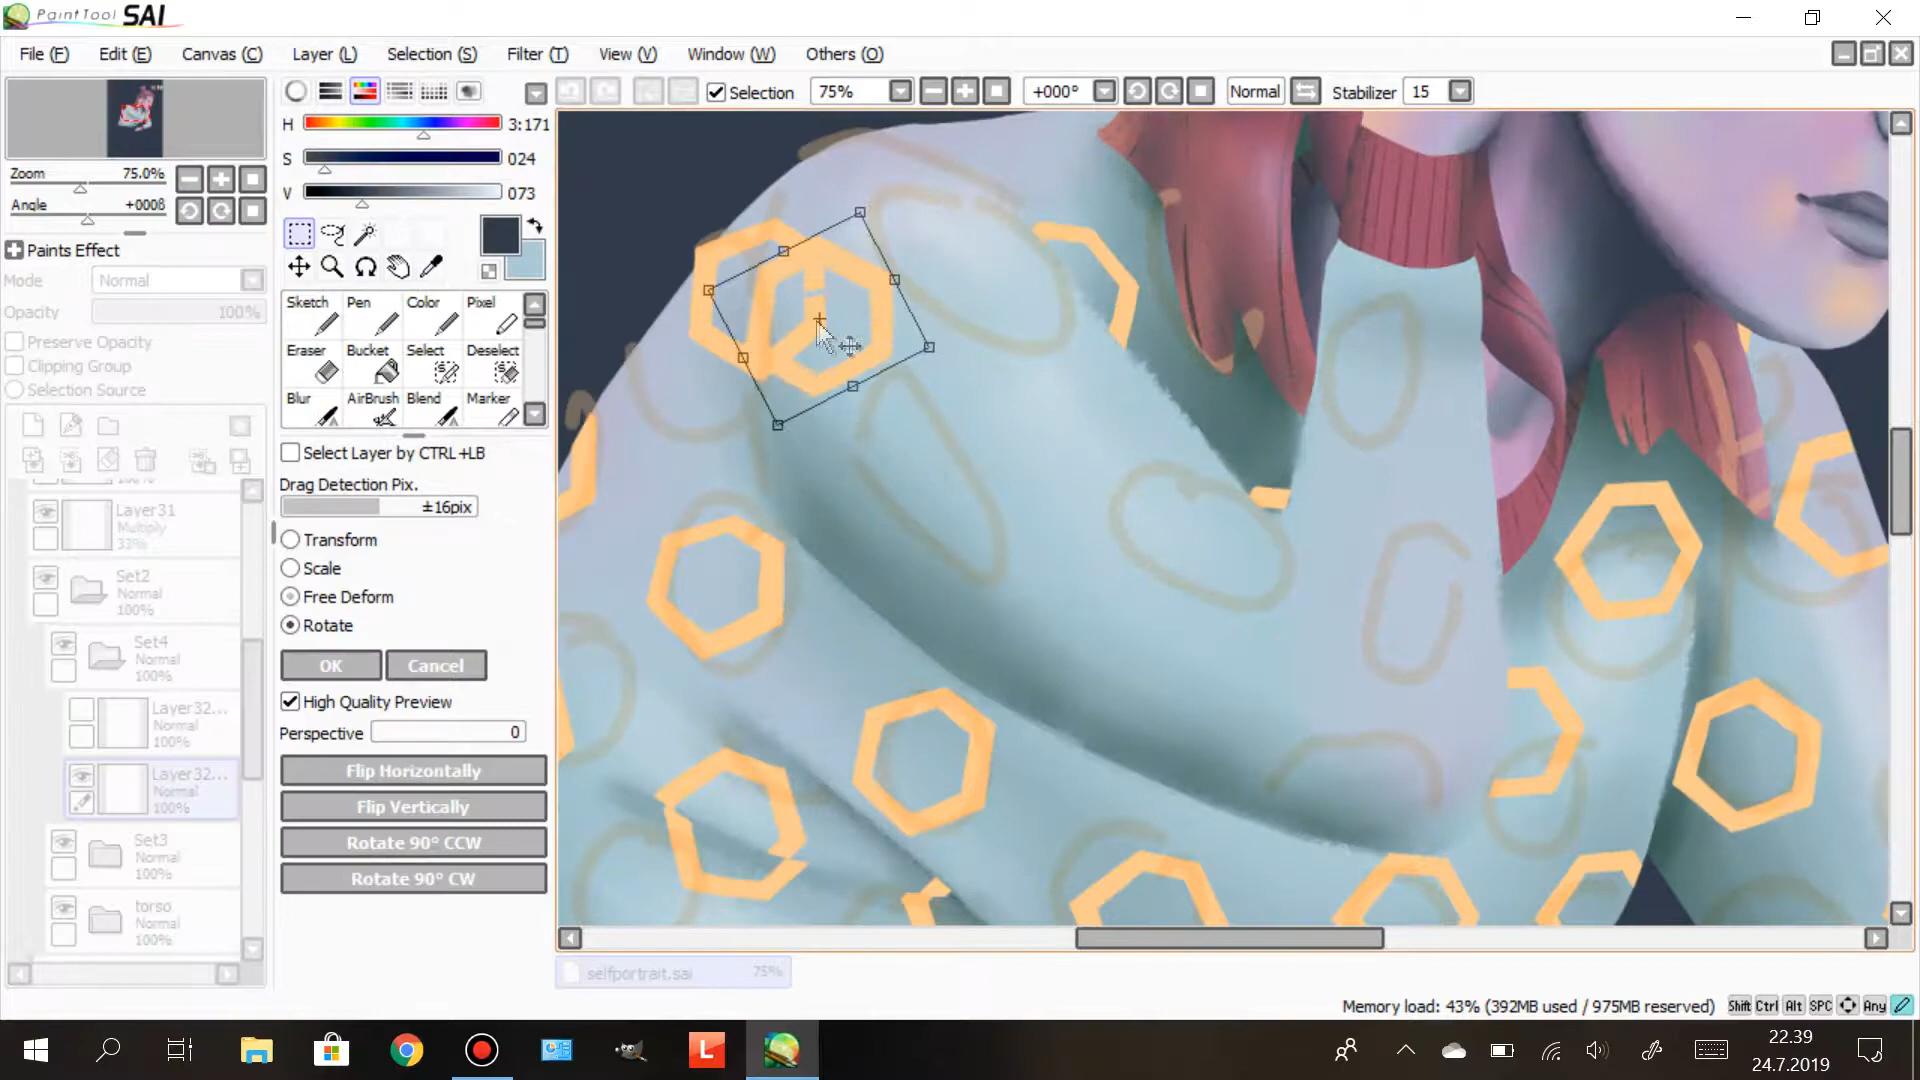 PaintTool SAI
File (F) Edit (E) Canvas (C) Layer (L) Selection (S) Filter (T) View (V) Window (W) Others (O)
Selection 75% +000° Normal Stabilizer 15
Zoom 75.0%
Angle +000ß
Paints Effect
Mode Normal
Opacity 100%
Preserve Opacity
Clipping Group
Selection Source
Layer31
Multiply
33%
Set2
Normal
100%
Set4
Normal
100%
Layer32...
Normal
100%
Layer32...
Normal
100%
Set3
Normal
100%
torso
Normal
100%
H 3:171
S 024
V 073
Sketch Pen Color Pixel
Eraser Bucket Select Deselect
Blur AirBrush Blend Marker
Select Layer by CTRL+LB
Drag Detection Pix.
±16pix
Transform
Scale
Free Deform
Rotate
OK Cancel
High Quality Preview
Perspective 0
Flip Horizontally
Flip Vertically
Rotate 90° CCW
Rotate 90° CW
selfportrait.sai 75%
Memory load: 43% (392MB used / 975MB reserved) Shift Ctrl Alt SPC Any
L
22.39
24.7.2019